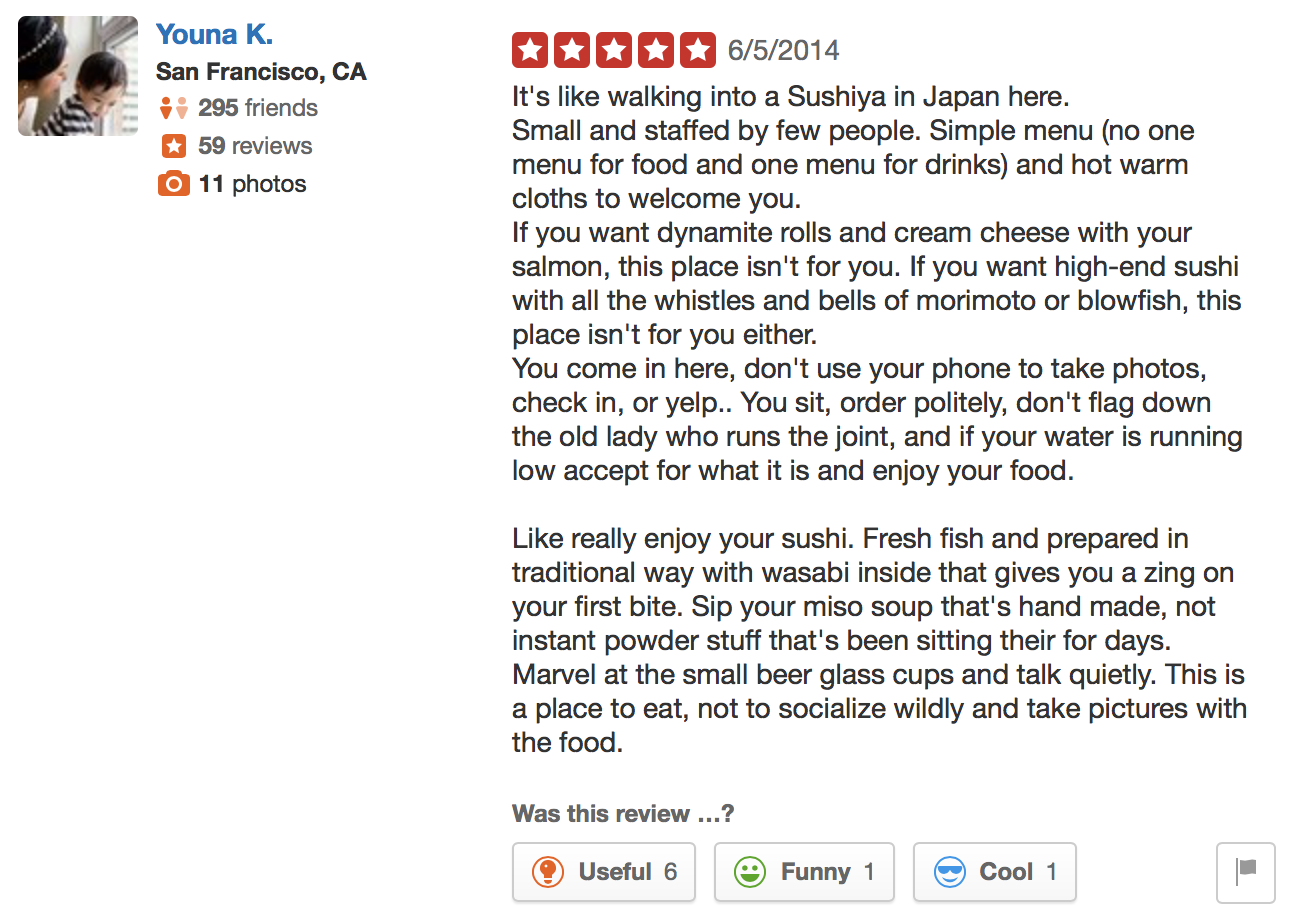 Youna K.
San Francisco, CA
295 friends
59 reviews
11 photos
6/5/2014
It's like walking into a Sushiya in Japan here.
Small and staffed by few people. Simple menu (no one
menu for food and one menu for drinks) and hot warm
cloths to welcome you.
If you want dynamite rolls and cream cheese with your
salmon, this place isn't for you. If you want high-end sushi
with all the whistles and bells of morimoto or blowfish, this
place isn't for you either.
You come in here, don't use your phone to take photos,
check in, or yelp.. You sit, order politely, don't flag down
the old lady who runs the joint, and if your water is running
low accept for what it is and enjoy your food.
Like really enjoy your sushi. Fresh fish and prepared in
traditional way with wasabi inside that gives you a zing on
your first bite. Sip your miso soup that's hand made, not
instant powder stuff that's been sitting their for days.
Marvel at the small beer glass cups and talk quietly. This is
a place to eat, not to socialize wildly and take pictures with
the food.
Was this review ...?
Useful 6 Funny 1 Cool 1